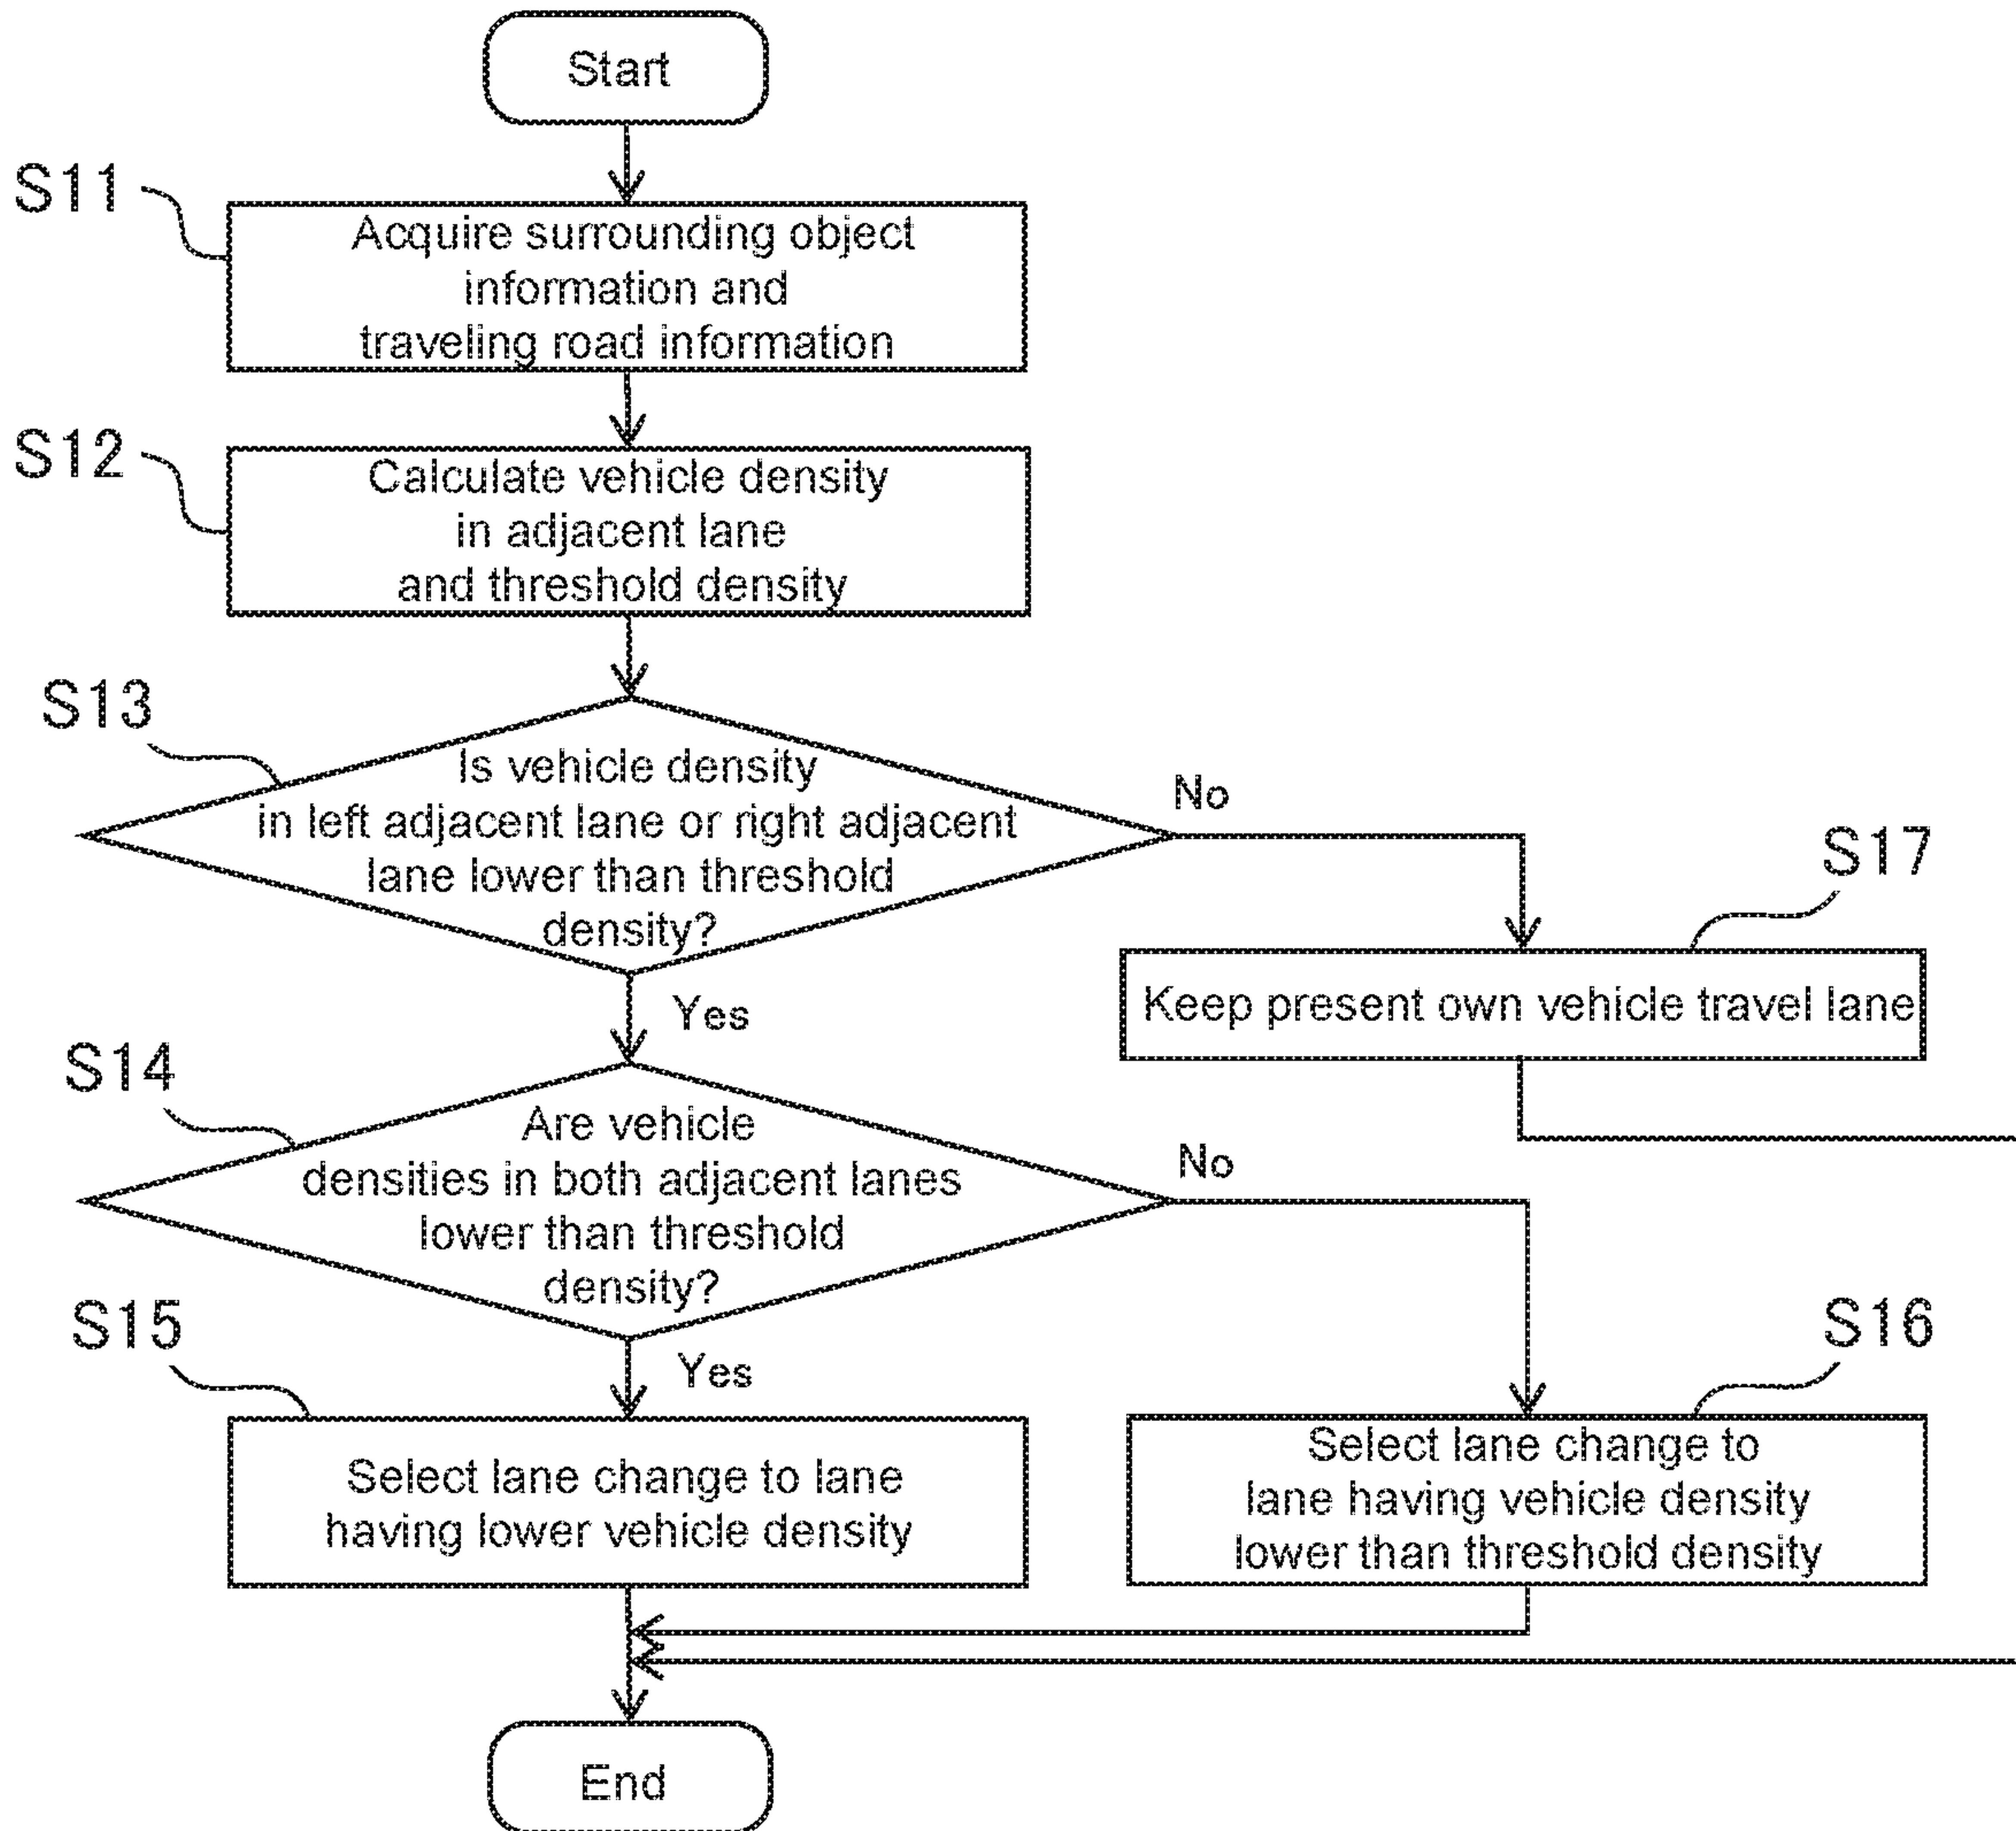 Start
S11
Acquire surrounding object
information and
traveling road information
S12
Calculate vehicle density
in adjacent lane
and threshold density
S13
Is vehicle density
in left adjacent lane or right adjacent
lane lower than threshold
density?
No
S17
Keep present own vehicle travel lane
Yes
S14
Are vehicle
densities in both adjacent lanes
lower than threshold
density?
No
S15
Yes
S16
Select lane change to lane
having lower vehicle density
Select lane change to
lane having vehicle density
lower than threshold density
End